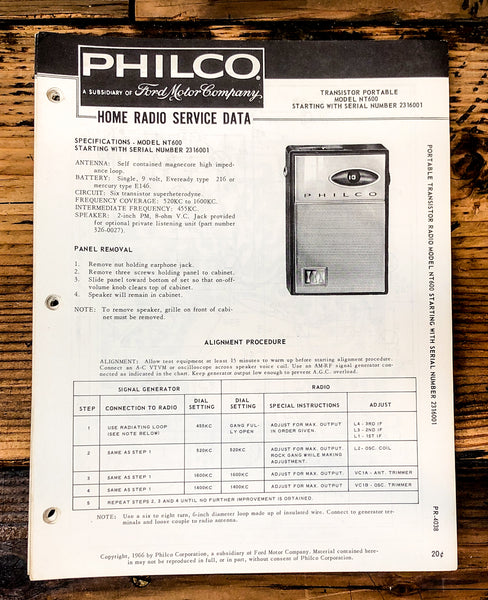 PHILCO®
A SUBSIDIARY OF Ford Motor Company,
HOME RADIO SERVICE DATA
TRANSISTOR PORTABLE
MODEL NT600
STARTING WITH SERIAL NUMBER 2316001
SPECIFICATIONS - MODEL NT600
STARTING WITH SERIAL NUMBER 2316001
ANTENNA: Self contained magnecore high imped-
ance loop.
BATTERY: Single, 9 volt, Eveready type 216 or
mercury type E146.
CIRCUIT: Six transistor superheterodyne.
FREQUENCY COVERAGE: 520KC to 1600KC.
INTERMEDIATE FREQUENCY: 455KC.
SPEAKER: 2-inch PM, 8-ohm V.C. Jack provided
for optional private listening unit (part number
326-0027).
PANEL REMOVAL
1. Remove nut holding earphone jack.
2. Remove three screws holding panel to cabinet.
3. Slide panel toward bottom of set so that on-off-
volume knob clears top of cabinet.
4. Speaker will remain in cabinet.
NOTE: To remove speaker, grille on front of cabi-
net must be removed.
10
PHILCO
PORTABLE TRANSISTOR RADIO MODEL NT600 STARTING WITH SERIAL NUMBER 2316001
ALIGNMENT PROCEDURE
ALIGNMENT: Allow test equipment at least 15 minutes to warm up before starting alignment procedure.
Connect an A-C VTVM or oscilloscope across speaker voice coil. Use an AM-RF signal generator con-
nected as indicated in the chart. Keep generator output low enough to prevent A.G.C. overload.
SIGNAL GENERATOR RADIO
STEP CONNECTION TO RADIO DIAL SETTING DIAL SETTING SPECIAL INSTRUCTIONS ADJUST
1 USE RADIATING LOOP 455KC GANG FUL- ADJUST FOR MAX. OUTPUT L4 - 3RD IF
(SEE NOTE BELOW) LY OPEN IN ORDER GIVEN. L3 - 2ND IF
L1 - 1ST IF
2 SAME AS STEP 1 520KC 520KC ADJUST FOR MAX. OUTPUT L2 - OSC. COIL
ROCK GANG WHILE MAKING
ADJUSTMENT.
3 SAME AS STEP 1 1600KC 1600KC ADJUST FOR MAX. OUTPUT. VC1A - ANT. TRIMMER
4 SAME AS STEP 1 1400KC 1400KC ADJUST FOR MAX. OUTPUT. VC1B - OSC. TRIMMER
5 REPEAT STEPS 2, 3 AND 4 UNTIL NO FURTHER IMPROVEMENT IS OBTAINED.
NOTE: Use a six to eight turn, 6-inch diameter loop made up of insulated wire. Connect to generator ter-
minals and loose couple to radio antenna.
PR-4038
Copyright, 1966 by Philco Corporation, a subsidiary of Ford Motor Company. Material contained here-
in may not be reproduced in full, or in part, without consent of Philco Corporation.
20¢